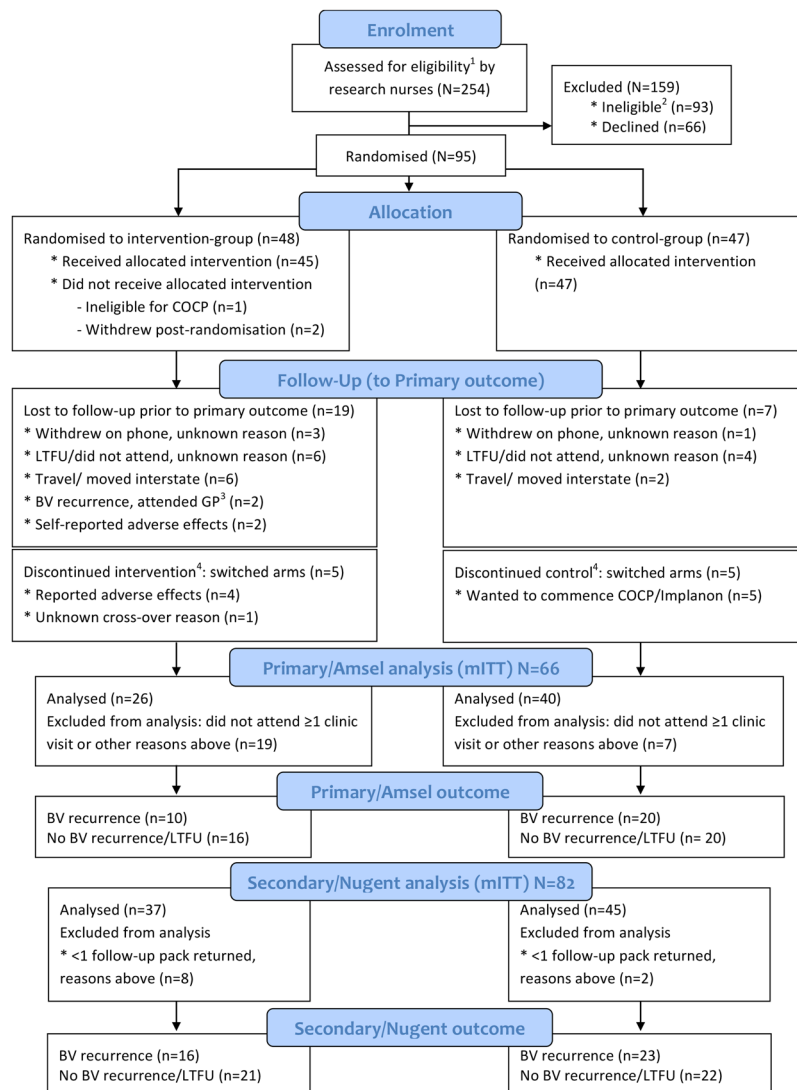 Enrolment
Assessed for eligibility¹ by
research nurses (N=254)
Excluded (N=159)
* Ineligible² (n=93)
* Declined (n=66)
Randomised (N=95)
Allocation
Randomised to intervention-group (n=48)
* Received allocated intervention (n=45)
* Did not receive allocated intervention
- Ineligible for COCP (n=1)
- Withdrew post-randomisation (n=2)
Randomised to control-group (n=47)
* Received allocated intervention
(n=47)
Follow-Up (to Primary outcome)
Lost to follow-up prior to primary outcome (n=19)
* Withdrew on phone, unknown reason (n=3)
* LTFU/did not attend, unknown reason (n=6)
* Travel/ moved interstate (n=6)
* BV recurrence, attended GP³ (n=2)
* Self-reported adverse effects (n=2)
Lost to follow-up prior to primary outcome (n=7)
* Withdrew on phone, unknown reason (n=1)
* LTFU/did not attend, unknown reason (n=4)
* Travel/ moved interstate (n=2)
Discontinued intervention⁴: switched arms (n=5)
* Reported adverse effects (n=4)
* Unknown cross-over reason (n=1)
Discontinued control⁴: switched arms (n=5)
* Wanted to commence COCP/Implanon (n=5)
Primary/Amsel analysis (mITT) N=66
Analysed (n=26)
Excluded from analysis: did not attend ≥1 clinic
visit or other reasons above (n=19)
Analysed (n=40)
Excluded from analysis: did not attend ≥1 clinic
visit or other reasons above (n=7)
Primary/Amsel outcome
BV recurrence (n=10)
No BV recurrence/LTFU (n=16)
BV recurrence (n=20)
No BV recurrence/LTFU (n= 20)
Secondary/Nugent analysis (mITT) N=82
Analysed (n=37)
Excluded from analysis
* <1 follow-up pack returned,
reasons above (n=8)
Analysed (n=45)
Excluded from analysis
* <1 follow-up pack returned,
reasons above (n=2)
Secondary/Nugent outcome
BV recurrence (n=16)
No BV recurrence/LTFU (n=21)
BV recurrence (n=23)
No BV recurrence/LTFU (n=22)